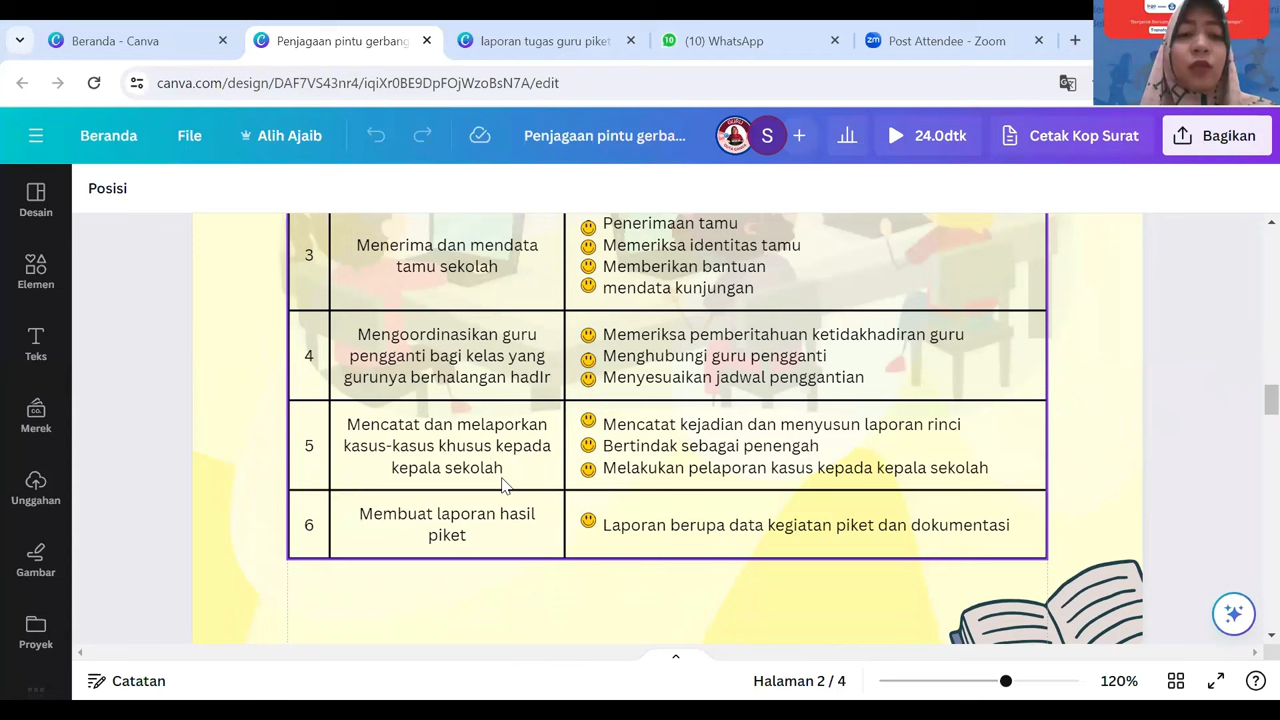 Beranda - Canva
Penjagaan pintu gerbang
laporan tugas guru piket
(10) WhatsApp
Post Attendee - Zoom
canva.com/design/DAF7VS43nr4/iqiXr0BE9DpFOjWzoBsN7A/edit
Beranda
File
Alih Ajaib
Penjagaan pintu gerba...
S
24.0dtk
Cetak Kop Surat
Bagikan
Posisi
Desain
Elemen
Teks
Merek
Unggahan
Gambar
Proyek
3
Menerima dan mendata
tamu sekolah
Penerimaan tamu
Memeriksa identitas tamu
Memberikan bantuan
mendata kunjungan
4
Mengoordinasikan guru
pengganti bagi kelas yang
gurunya berhalangan hadIr
Memeriksa pemberitahuan ketidakhadiran guru
Menghubungi guru pengganti
Menyesuaikan jadwal penggantian
5
Mencatat dan melaporkan
kasus-kasus khusus kepada
kepala sekolah
Mencatat kejadian dan menyusun laporan rinci
Bertindak sebagai penengah
Melakukan pelaporan kasus kepada kepala sekolah
6
Membuat laporan hasil
piket
Laporan berupa data kegiatan piket dan dokumentasi
Catatan
Halaman 2 / 4
120%